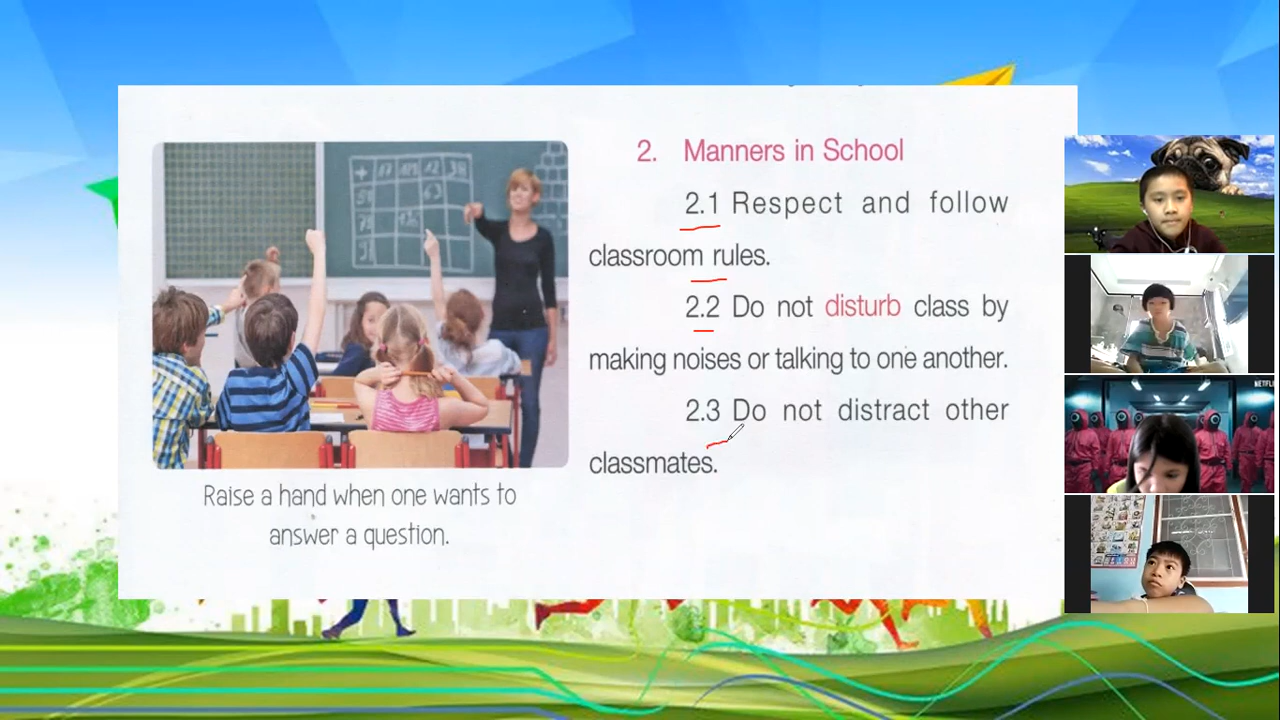 2. Manners in School
2.1 Respect and follow
classroom rules.
2.2 Do not disturb class by
making noises or talking to one another.
2.3 Do not distract other
classmates.
Raise a hand when one wants to
answer a question.
NETFL